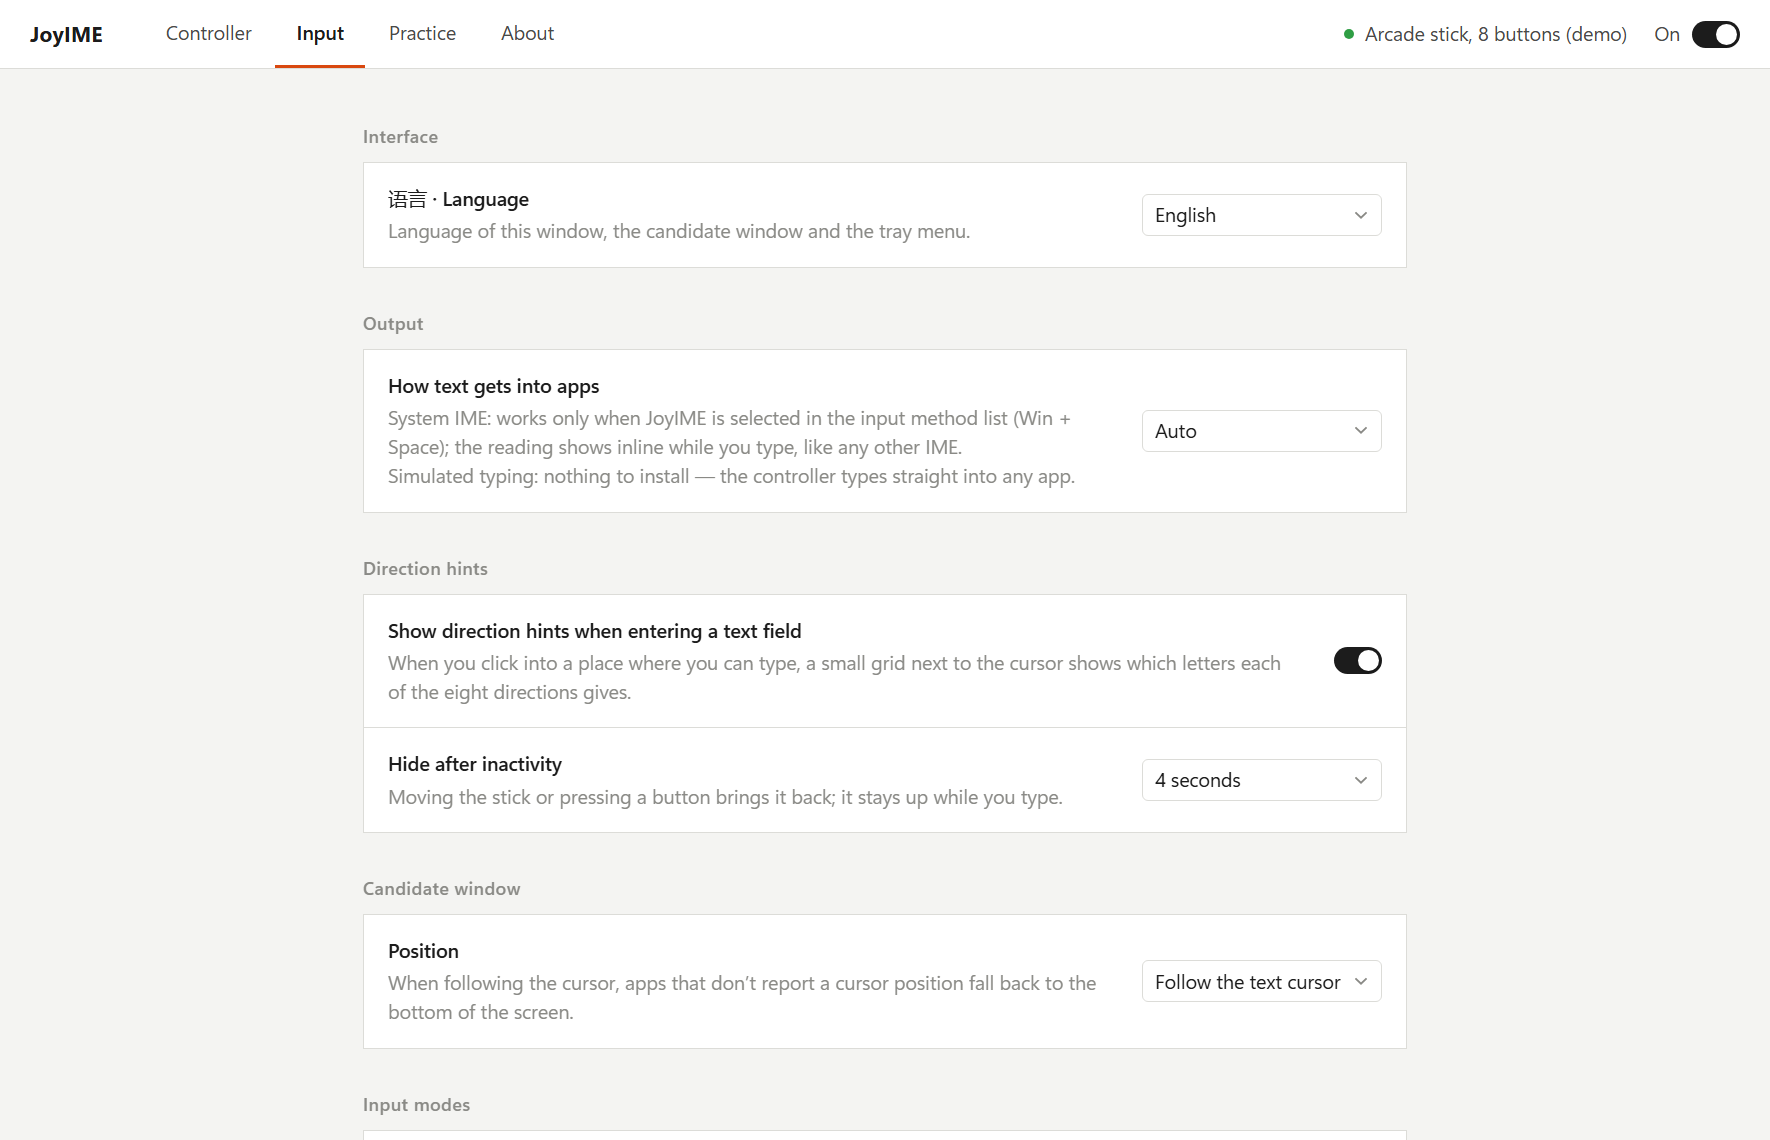 JoyIME
Controller
Input
Practice
About
Arcade stick, 8 buttons (demo)
On
Interface
语言 · Language
Language of this window, the candidate window and the tray menu.
English
Output
How text gets into apps
System IME: works only when JoyIME is selected in the input method list (Win +
Space); the reading shows inline while you type, like any other IME.
Simulated typing: nothing to install — the controller types straight into any app.
Auto
Direction hints
Show direction hints when entering a text field
When you click into a place where you can type, a small grid next to the cursor shows which letters each
of the eight directions gives.
Hide after inactivity
Moving the stick or pressing a button brings it back; it stays up while you type.
4 seconds
Candidate window
Position
When following the cursor, apps that don’t report a cursor position fall back to the
bottom of the screen.
Follow the text cursor
Input modes